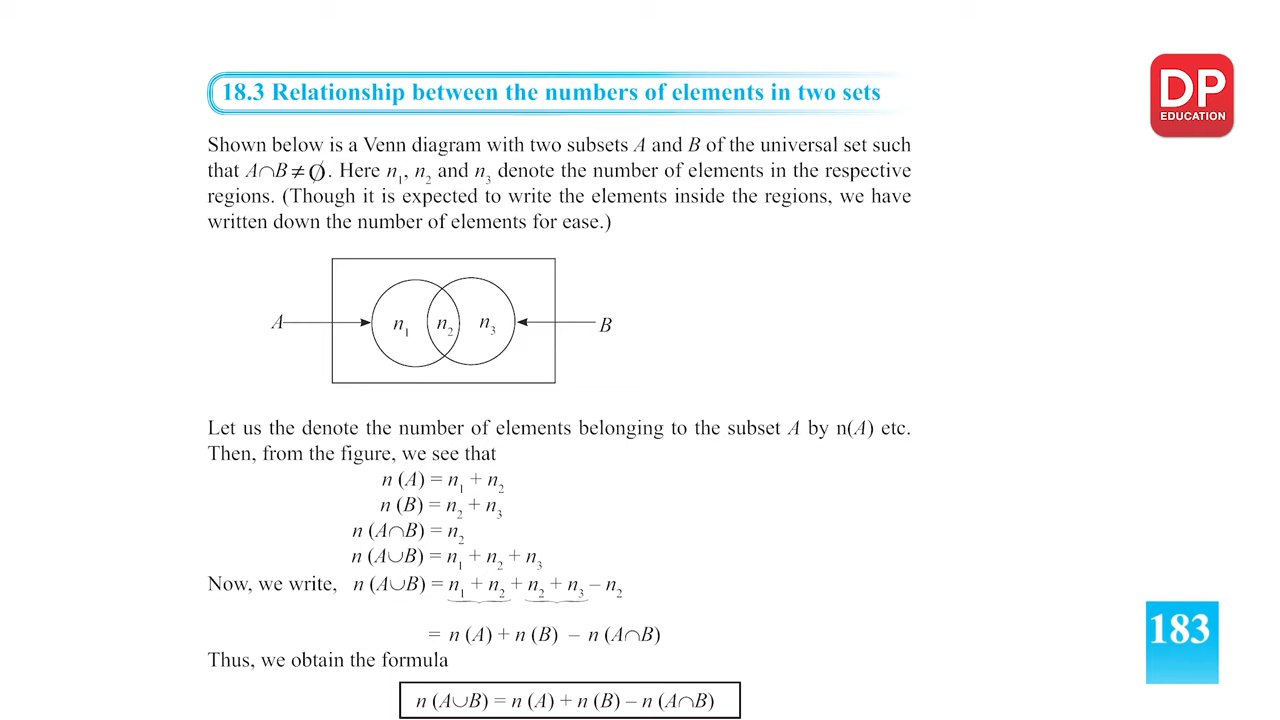 DP
EDUCATION
18.3 Relationship between the numbers of elements in two sets
Shown below is a Venn diagram with two subsets A and B of the universal set such
that A∩B ≠ ∅. Here n₁, n₂ and n₃ denote the number of elements in the respective
regions. (Though it is expected to write the elements inside the regions, we have
written down the number of elements for ease.)
A n₁ n₂ n₃ B
Let us the denote the number of elements belonging to the subset A by n(A) etc.
Then, from the figure, we see that
n (A) = n₁ + n₂
n (B) = n₂ + n₃
n (A∩B) = n₂
n (A∪B) = n₁ + n₂ + n₃
Now, we write, n (A∪B) = n₁ + n₂ + n₂ + n₃ – n₂
= n (A) + n (B) – n (A∩B)
Thus, we obtain the formula
n (A∪B) = n (A) + n (B) – n (A∩B)
183